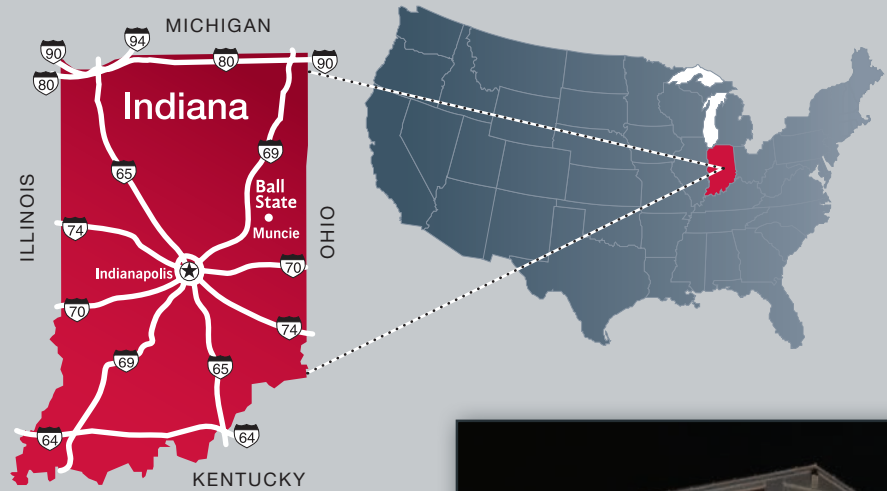 MICHIGAN
90
94
80
80
90
Indiana
69
65
Ball
State
Muncie
ILLINOIS
OHIO
74
Indianapolis
70
70
74
69
65
64
64
KENTUCKY